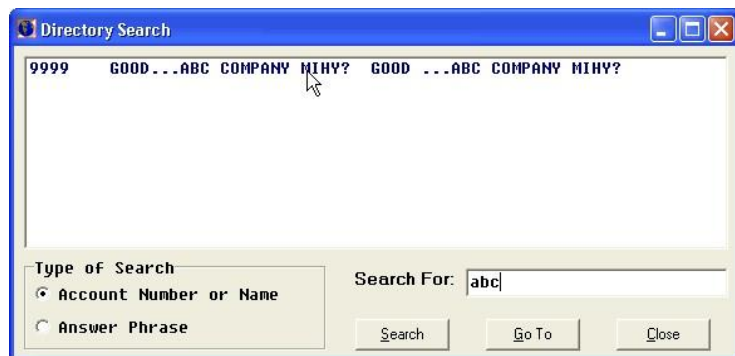 Directory Search
9999 GOOD...ABC COMPANY MIHY? GOOD ...ABC COMPANY MIHY?
Type of Search
Account Number or Name
Answer Phrase
Search For: abc
Search Go To Close